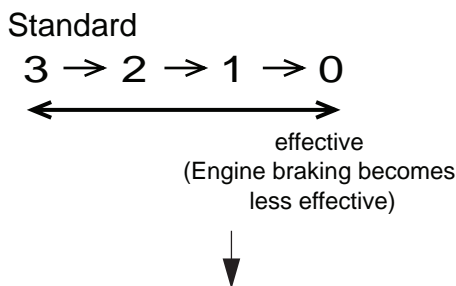 Standard
3 → 2 → 1 → 0
effective
(Engine braking becomes
less effective)